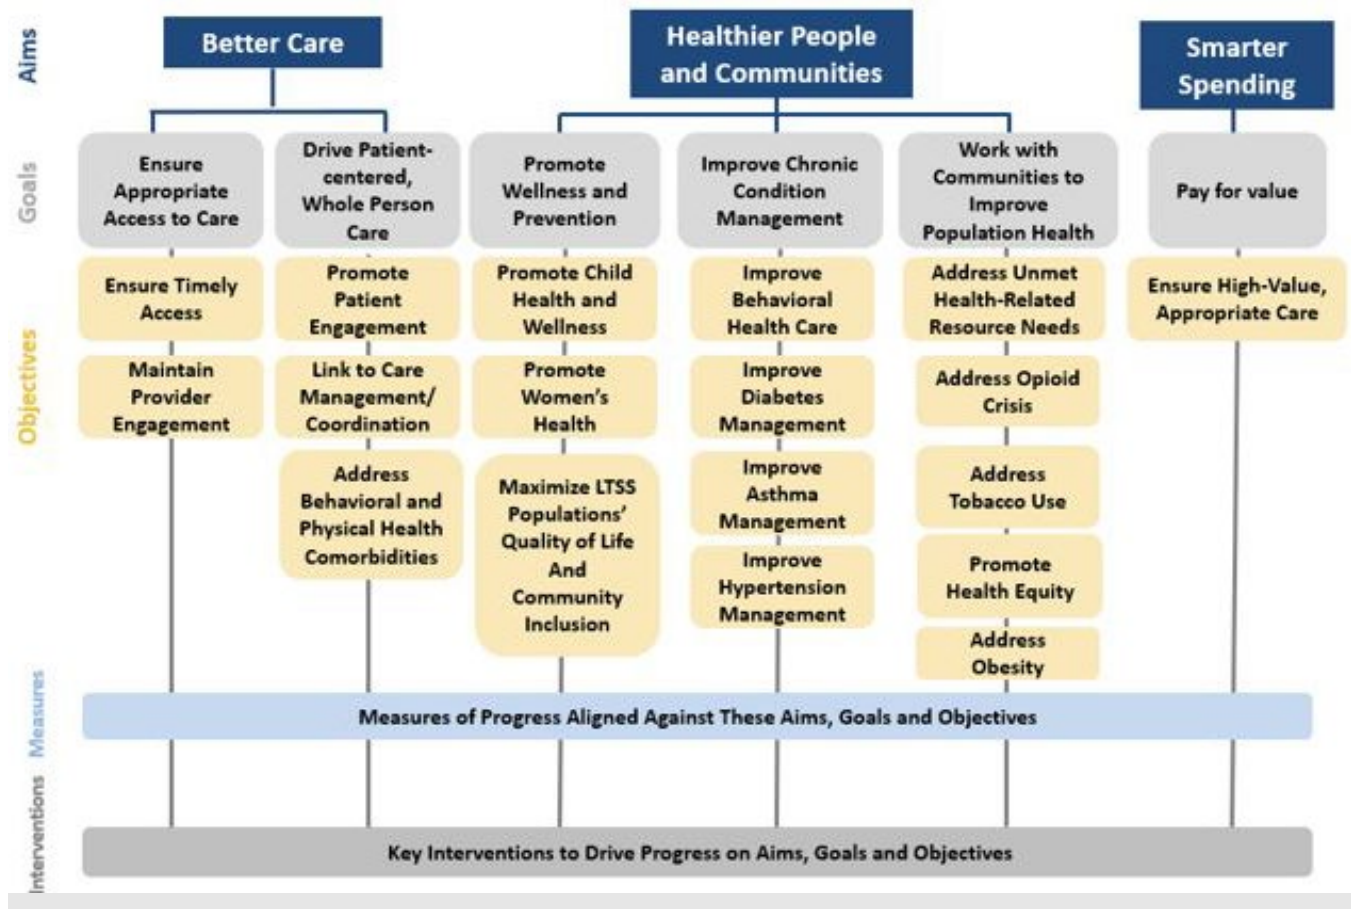 Aims
Better Care
Healthier People
and Communities
Smarter
Spending
Goals
Ensure
Appropriate
Access to Care
Drive Patient-
centered,
Whole Person
Care
Promote
Wellness and
Prevention
Improve Chronic
Condition
Management
Work with
Communities to
Improve
Population Health
Pay for value
Objectives
Ensure Timely
Access
Maintain
Provider
Engagement
Promote
Patient
Engagement
Link to Care
Management/
Coordination
Address
Behavioral and
Physical Health
Comorbidities
Promote Child
Health and
Wellness
Promote
Women's
Health
Maximize LTSS
Populations'
Quality of Life
And
Community
Inclusion
Improve
Behavioral
Health Care
Improve
Diabetes
Management
Improve
Asthma
Management
Improve
Hypertension
Management
Address Unmet
Health-Related
Resource Needs
Address Opioid
Crisis
Address
Tobacco Use
Promote
Health Equity
Address
Obesity
Ensure High-Value,
Appropriate Care
Measures
Measures of Progress Aligned Against These Aims, Goals and Objectives
Interventions
Key Interventions to Drive Progress on Aims, Goals and Objectives